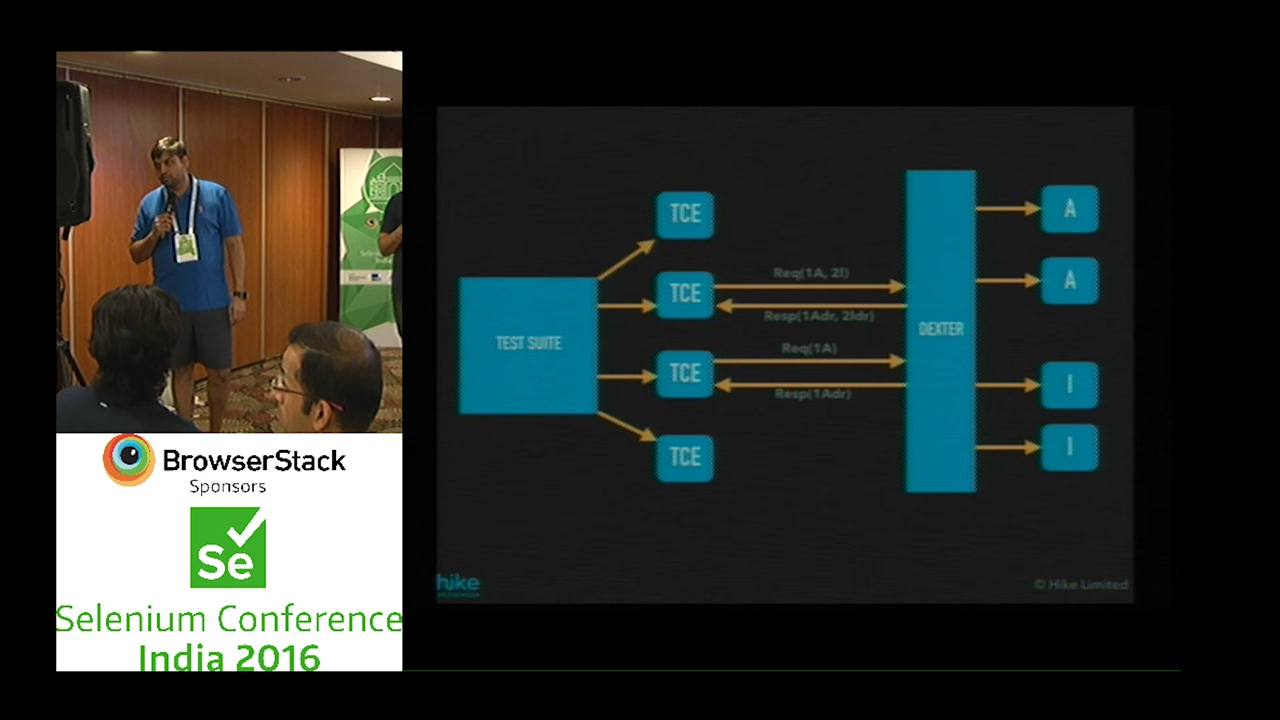 BrowserStack
Sponsors
Se
Selenium Conference
India 2016
TEST SUITE
TCE
TCE
TCE
TCE
Req(1A, 2I)
Resp(1Adr, 2Idr)
Req(1A)
Resp(1Adr)
DEXTER
A
A
I
I
hike
© Hike Limited